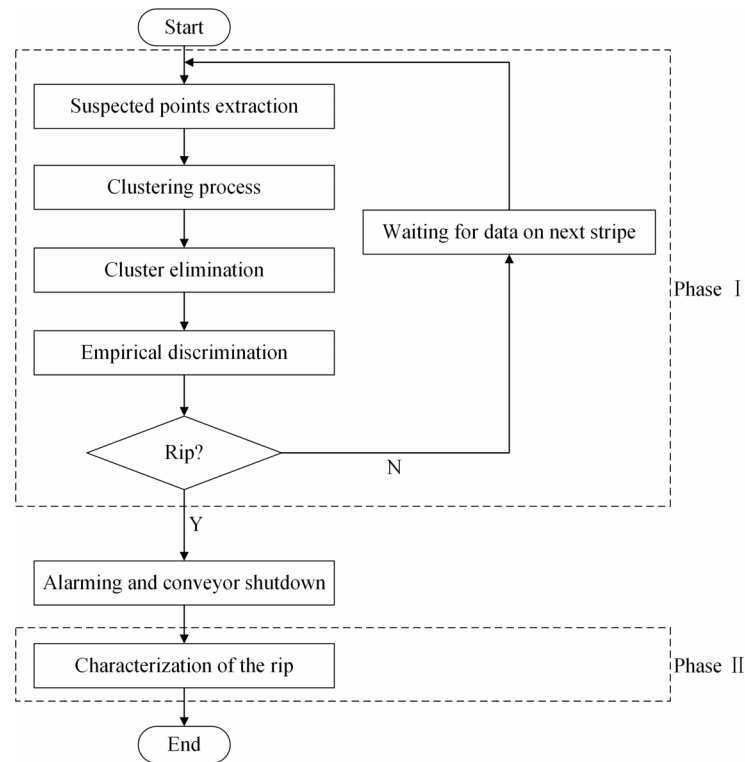 Start
Suspected points extraction
Clustering process
Waiting for data on next stripe
Cluster elimination
Phase Ⅰ
Empirical discrimination
Rip?
N
Y
Alarming and conveyor shutdown
Characterization of the rip
Phase Ⅱ
End